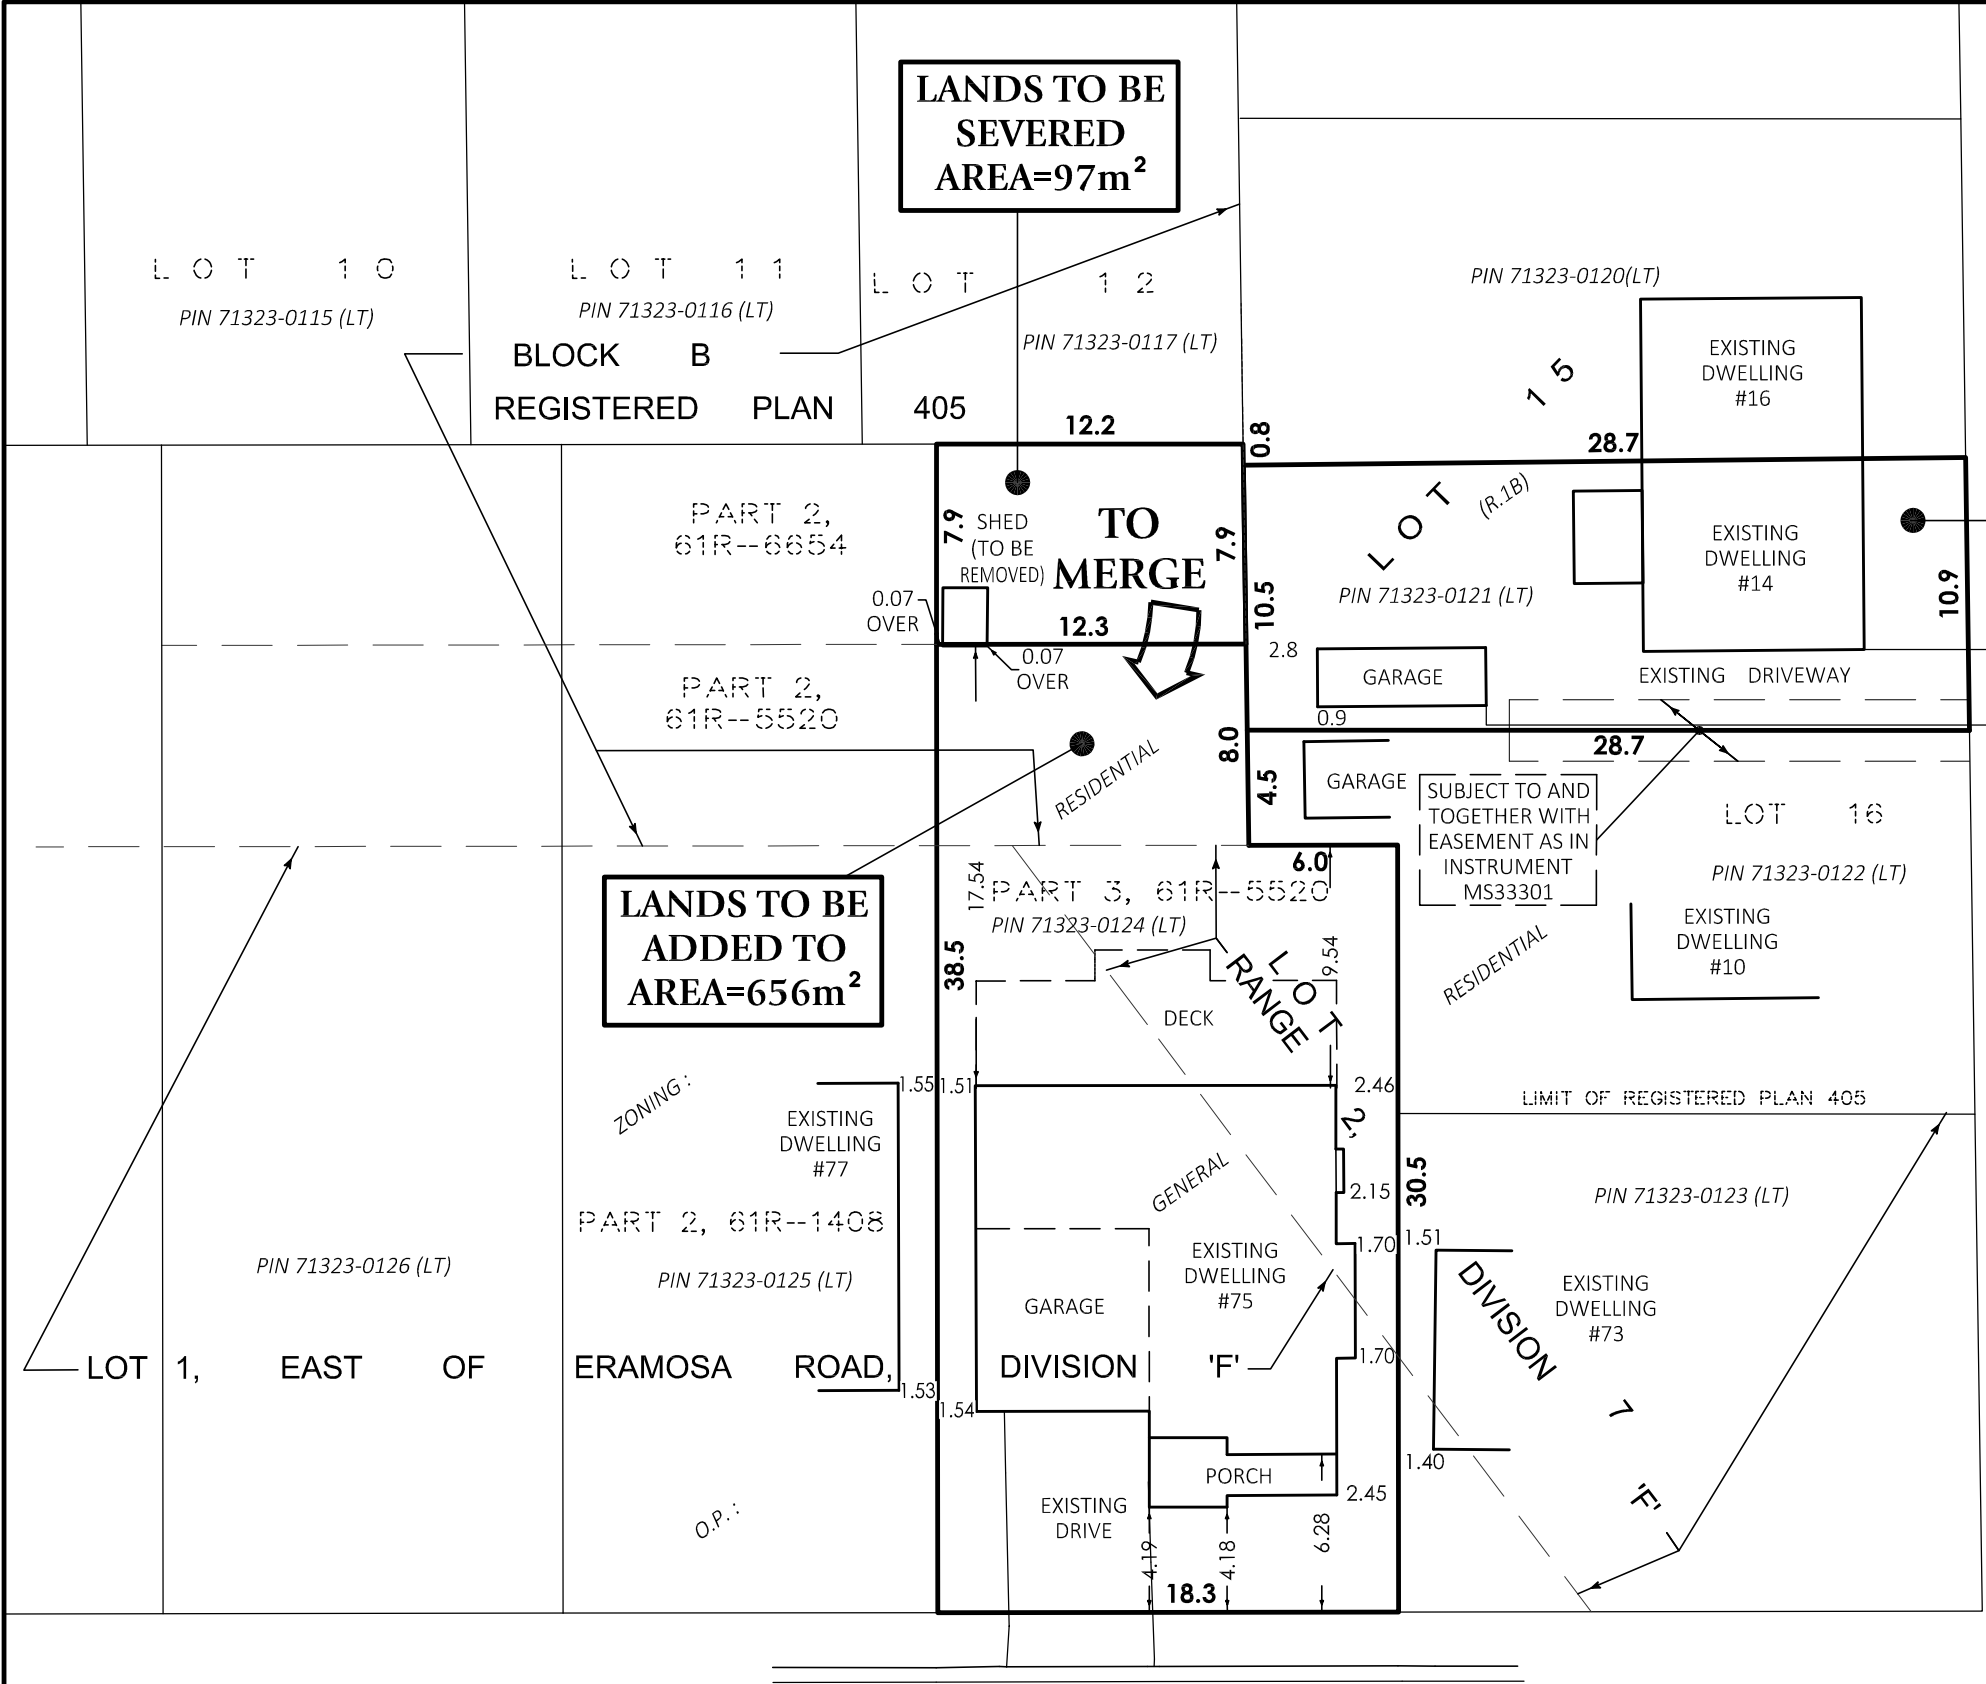 LANDS TO BE
SEVERED
AREA=97m²
LOT 10
PIN 71323-0115 (LT)
LOT 11
PIN 71323-0116 (LT)
LOT 12
PIN 71323-0117 (LT)
BLOCK B
REGISTERED PLAN 405
PIN 71323-0120(LT)
EXISTING
DWELLING
#16
LOT 15
(R.1B)
12.2
0.8
28.7
PART 2,
61R--6654
7.9
SHED
(TO BE
REMOVED)
TO
MERGE
7.9
10.5
PIN 71323-0121 (LT)
EXISTING
DWELLING
#14
10.9
0.07
OVER
12.3
0.07
OVER
2.8
GARAGE
0.9
EXISTING DRIVEWAY
28.7
PART 2,
61R--5520
RESIDENTIAL
8.0
4.5
GARAGE
SUBJECT TO AND
TOGETHER WITH
EASEMENT AS IN
INSTRUMENT
MS33301
LOT 16
PIN 71323-0122 (LT)
LANDS TO BE
ADDED TO
AREA=656m²
17.54
6.0
PART 3, 61R--5520
PIN 71323-0124 (LT)
38.5
9.54
LOT 2,
RANGE
DECK
EXISTING
DWELLING
#10
RESIDENTIAL
ZONING :
1.55
1.51
2.46
LIMIT OF REGISTERED PLAN 405
EXISTING
DWELLING
#77
GENERAL
2.15
30.5
PIN 71323-0123 (LT)
PART 2, 61R--1408
PIN 71323-0126 (LT)
PIN 71323-0125 (LT)
EXISTING
DWELLING
#75
1.70
1.51
GARAGE
DIVISION 7 'F'
EXISTING
DWELLING
#73
LOT 1, EAST OF ERAMOSA ROAD, DIVISION 'F'
1.70
1.53
1.54
1.40
PORCH
2.45
EXISTING
DRIVE
O.P. :
4.19
4.18
6.28
18.3